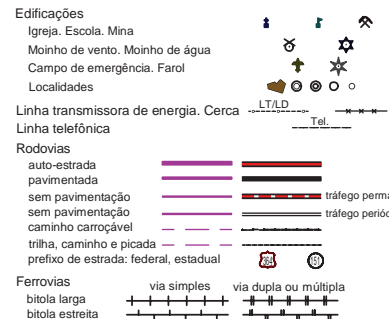 Edificações
Igreja. Escola. Mina
Moinho de vento. Moinho de água
Campo de emergência. Farol
Localidades
Linha transmissora de energia. Cerca LT/LD
Linha telefônica Tel.
Rodovias
auto-estrada
pavimentada
sem pavimentação tráfego perma
sem pavimentação tráfego periód
caminho carroçável
trilha, caminho e picada
prefixo de estrada: federal, estadual 364 151
Ferrovias via simples via dupla ou múltipla
bitola larga
bitola estreita